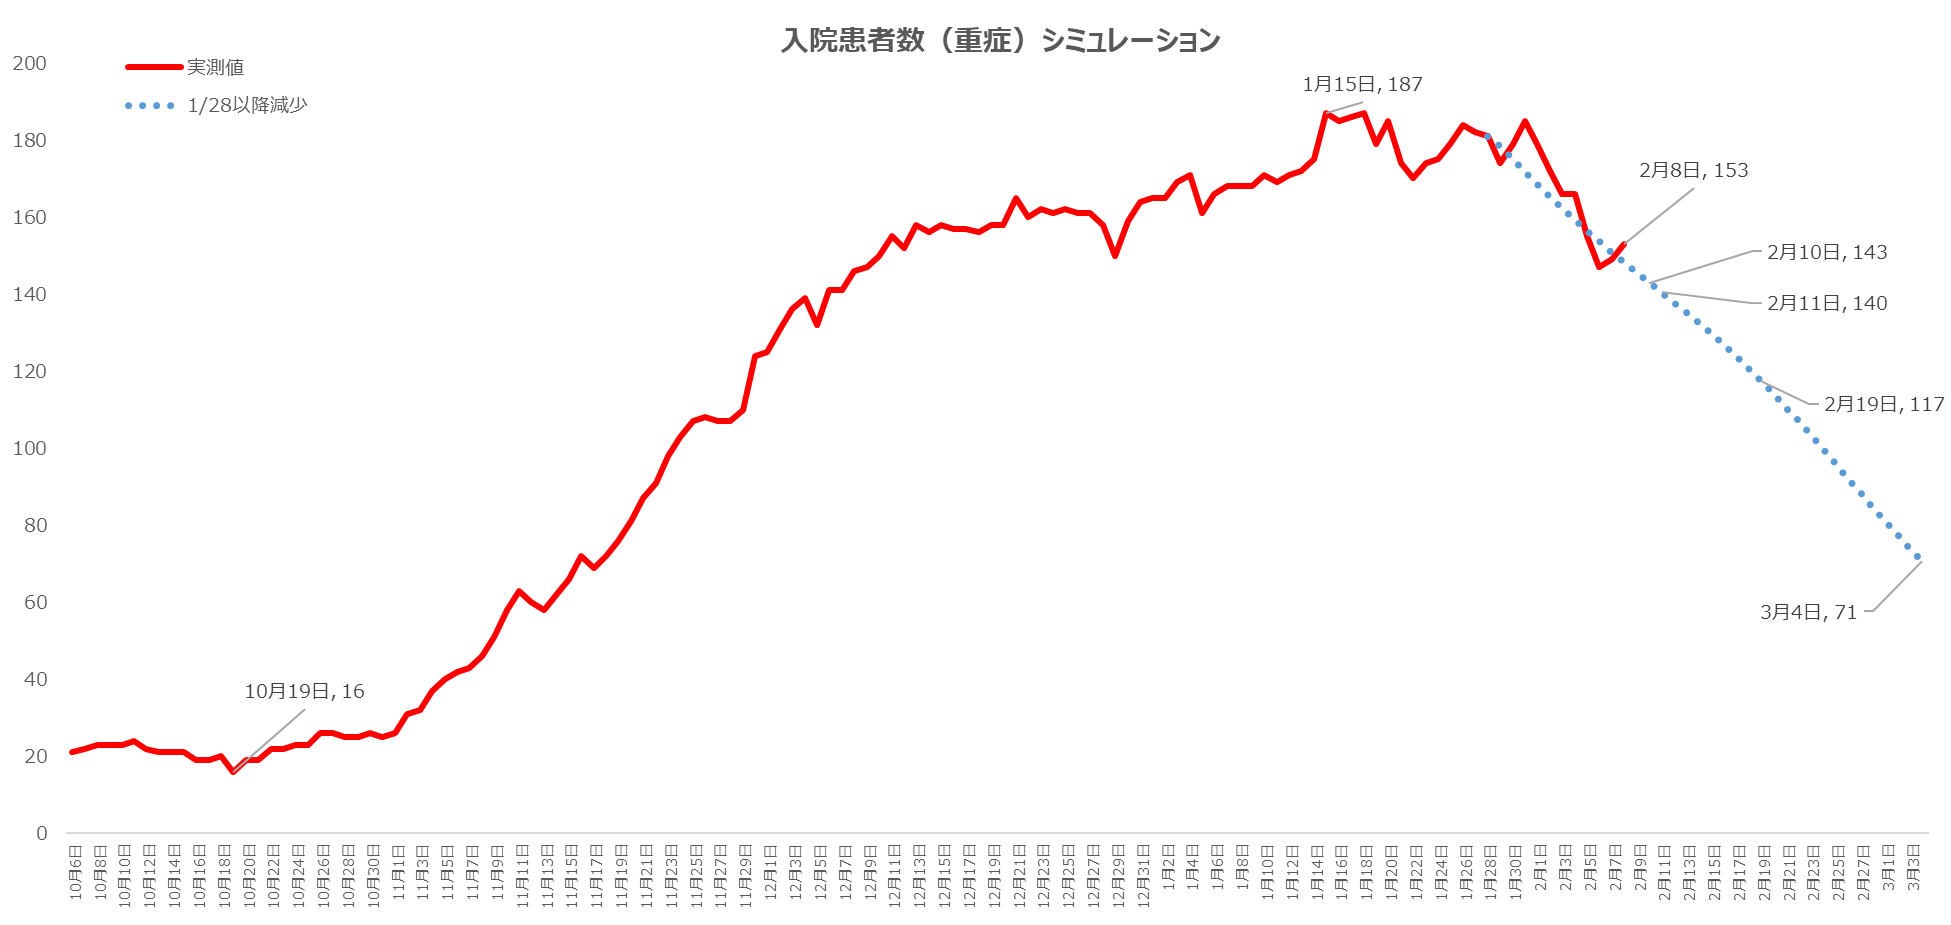 入院患者数（重症）シミュレーション
実測値
1/28以降減少
200
180
160
140
120
100
80
60
40
20
0
10月19日, 16
1月15日, 187
2月8日, 153
2月10日, 143
2月11日, 140
2月19日, 117
3月4日, 71
10月6日
10月8日
10月10日
10月12日
10月14日
10月16日
10月18日
10月20日
10月22日
10月24日
10月26日
10月28日
10月30日
11月1日
11月3日
11月5日
11月7日
11月9日
11月11日
11月13日
11月15日
11月17日
11月19日
11月21日
11月23日
11月25日
11月27日
11月29日
12月1日
12月3日
12月5日
12月7日
12月9日
12月11日
12月13日
12月15日
12月17日
12月19日
12月21日
12月23日
12月25日
12月27日
12月29日
12月31日
1月2日
1月4日
1月6日
1月8日
1月10日
1月12日
1月14日
1月16日
1月18日
1月20日
1月22日
1月24日
1月26日
1月28日
1月30日
2月1日
2月3日
2月5日
2月7日
2月9日
2月11日
2月13日
2月15日
2月17日
2月19日
2月21日
2月23日
2月25日
2月27日
3月1日
3月3日